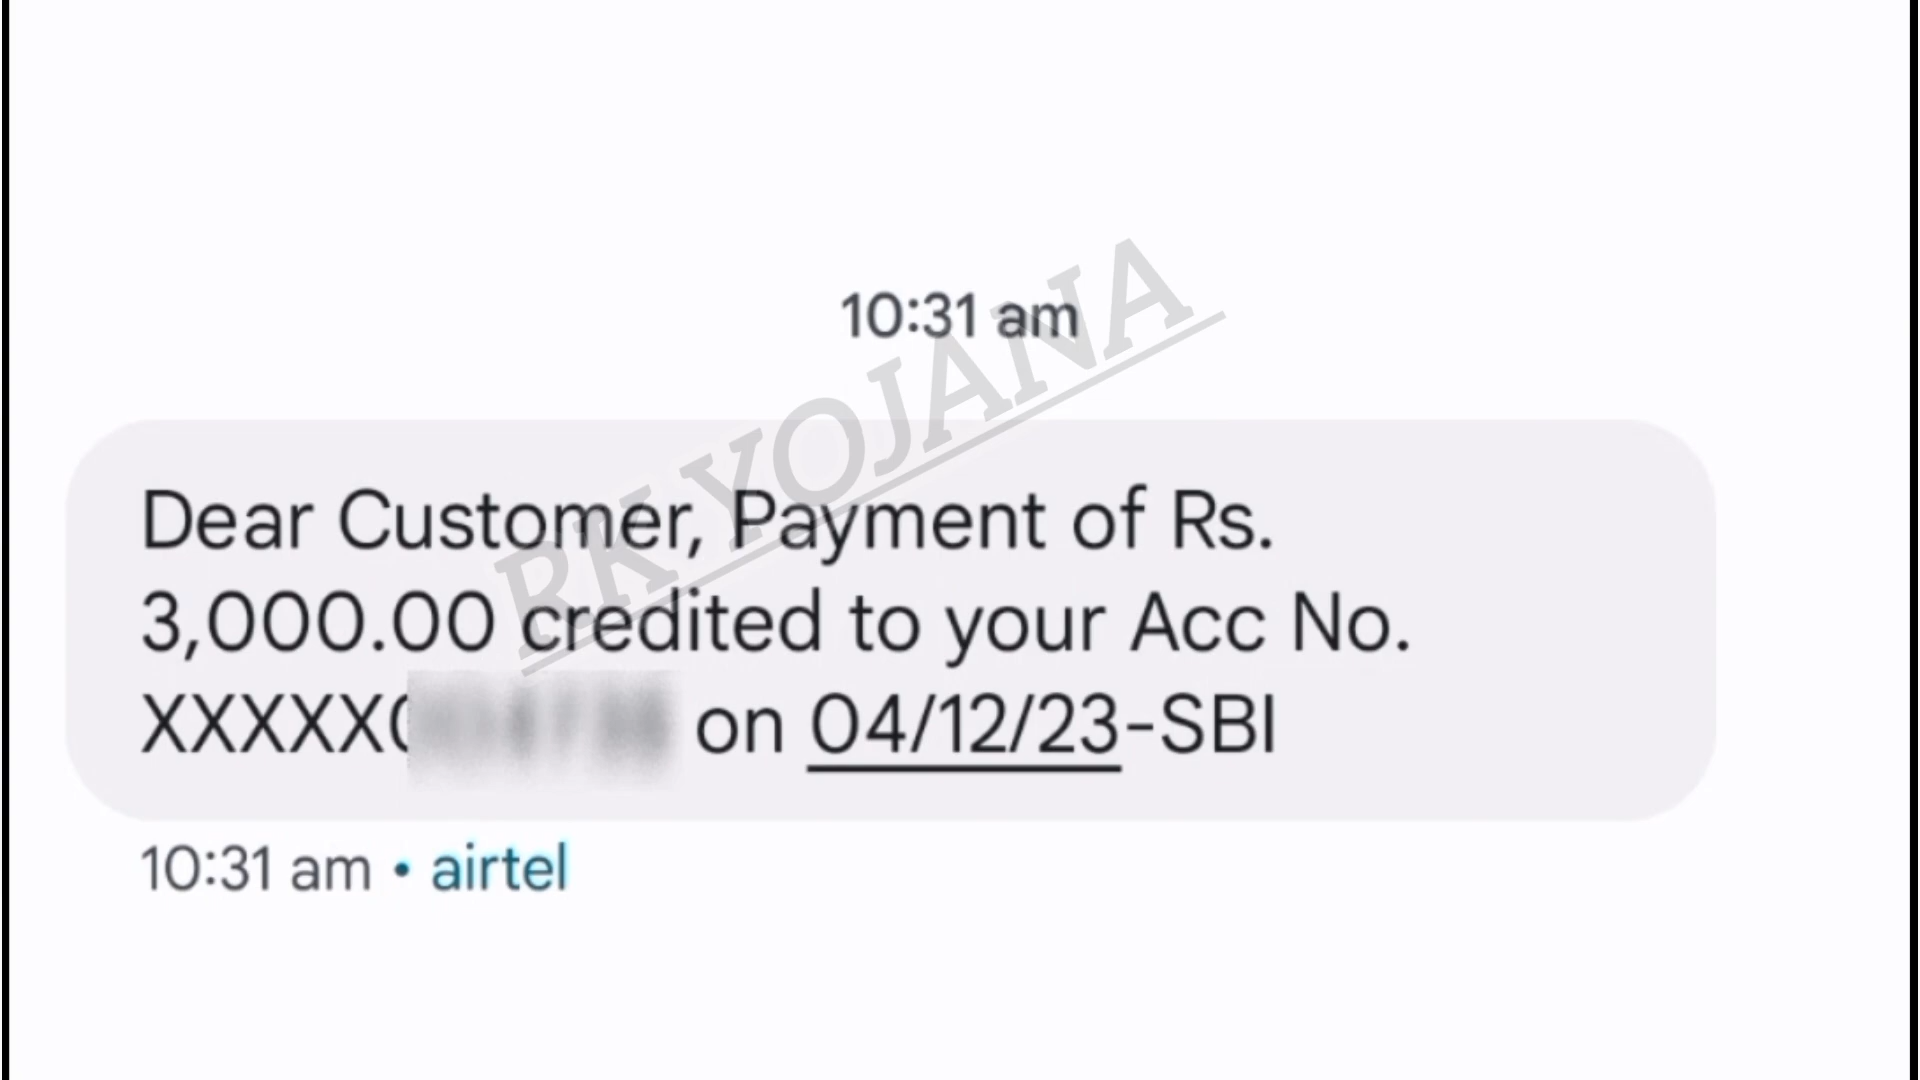 10:31 am
RK YOJANA
Dear Customer, Payment of Rs.
3,000.00 credited to your Acc No.
XXXXX on 04/12/23-SBI
10:31 am • airtel